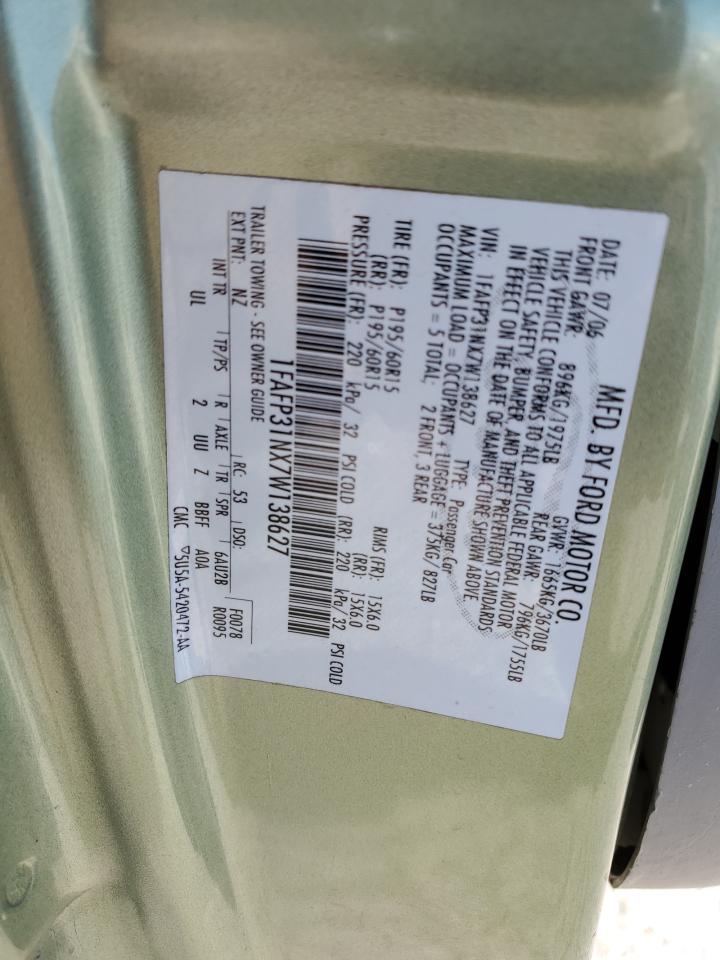 MFD. BY FORD MOTOR CO.
DATE: 07/06 GVWR: 1665KG/3670LB
FRONT GAWR: 896KG/1975LB REAR GAWR: 796KG/1755LB
THIS VEHICLE CONFORMS TO ALL APPLICABLE FEDERAL MOTOR
VEHICLE SAFETY, BUMPER, AND THEFT PREVENTION STANDARDS
IN EFFECT ON THE DATE OF MANUFACTURE SHOWN ABOVE
VIN: 1FAFP31NX7W138627 TYPE: Passenger Car
MAXIMUM LOAD = OCCUPANTS + LUGGAGE = 375KG/827LB
OCCUPANTS = 5 TOTAL: 2 FRONT, 3 REAR
TIRE (FR): P195/60R15 RIMS (FR): 15X6.0
(RR): P195/60R15 (RR): 15X6.0
PRESSURE (FR): 220 kPa/ 32 PSI COLD (RR): 220 kPa/ 32 PSI COLD
1FAFP31NX7W138627
TRAILER TOWING - SEE OWNER GUIDE
EXT PNT: NZ RC: 53 DSO: F0078
INT TR TP/PS R AXLE TR SPR 6AU2B R0095
UL 2 UU Z BBFF AOA
CMC 5U5A-5420472-AA